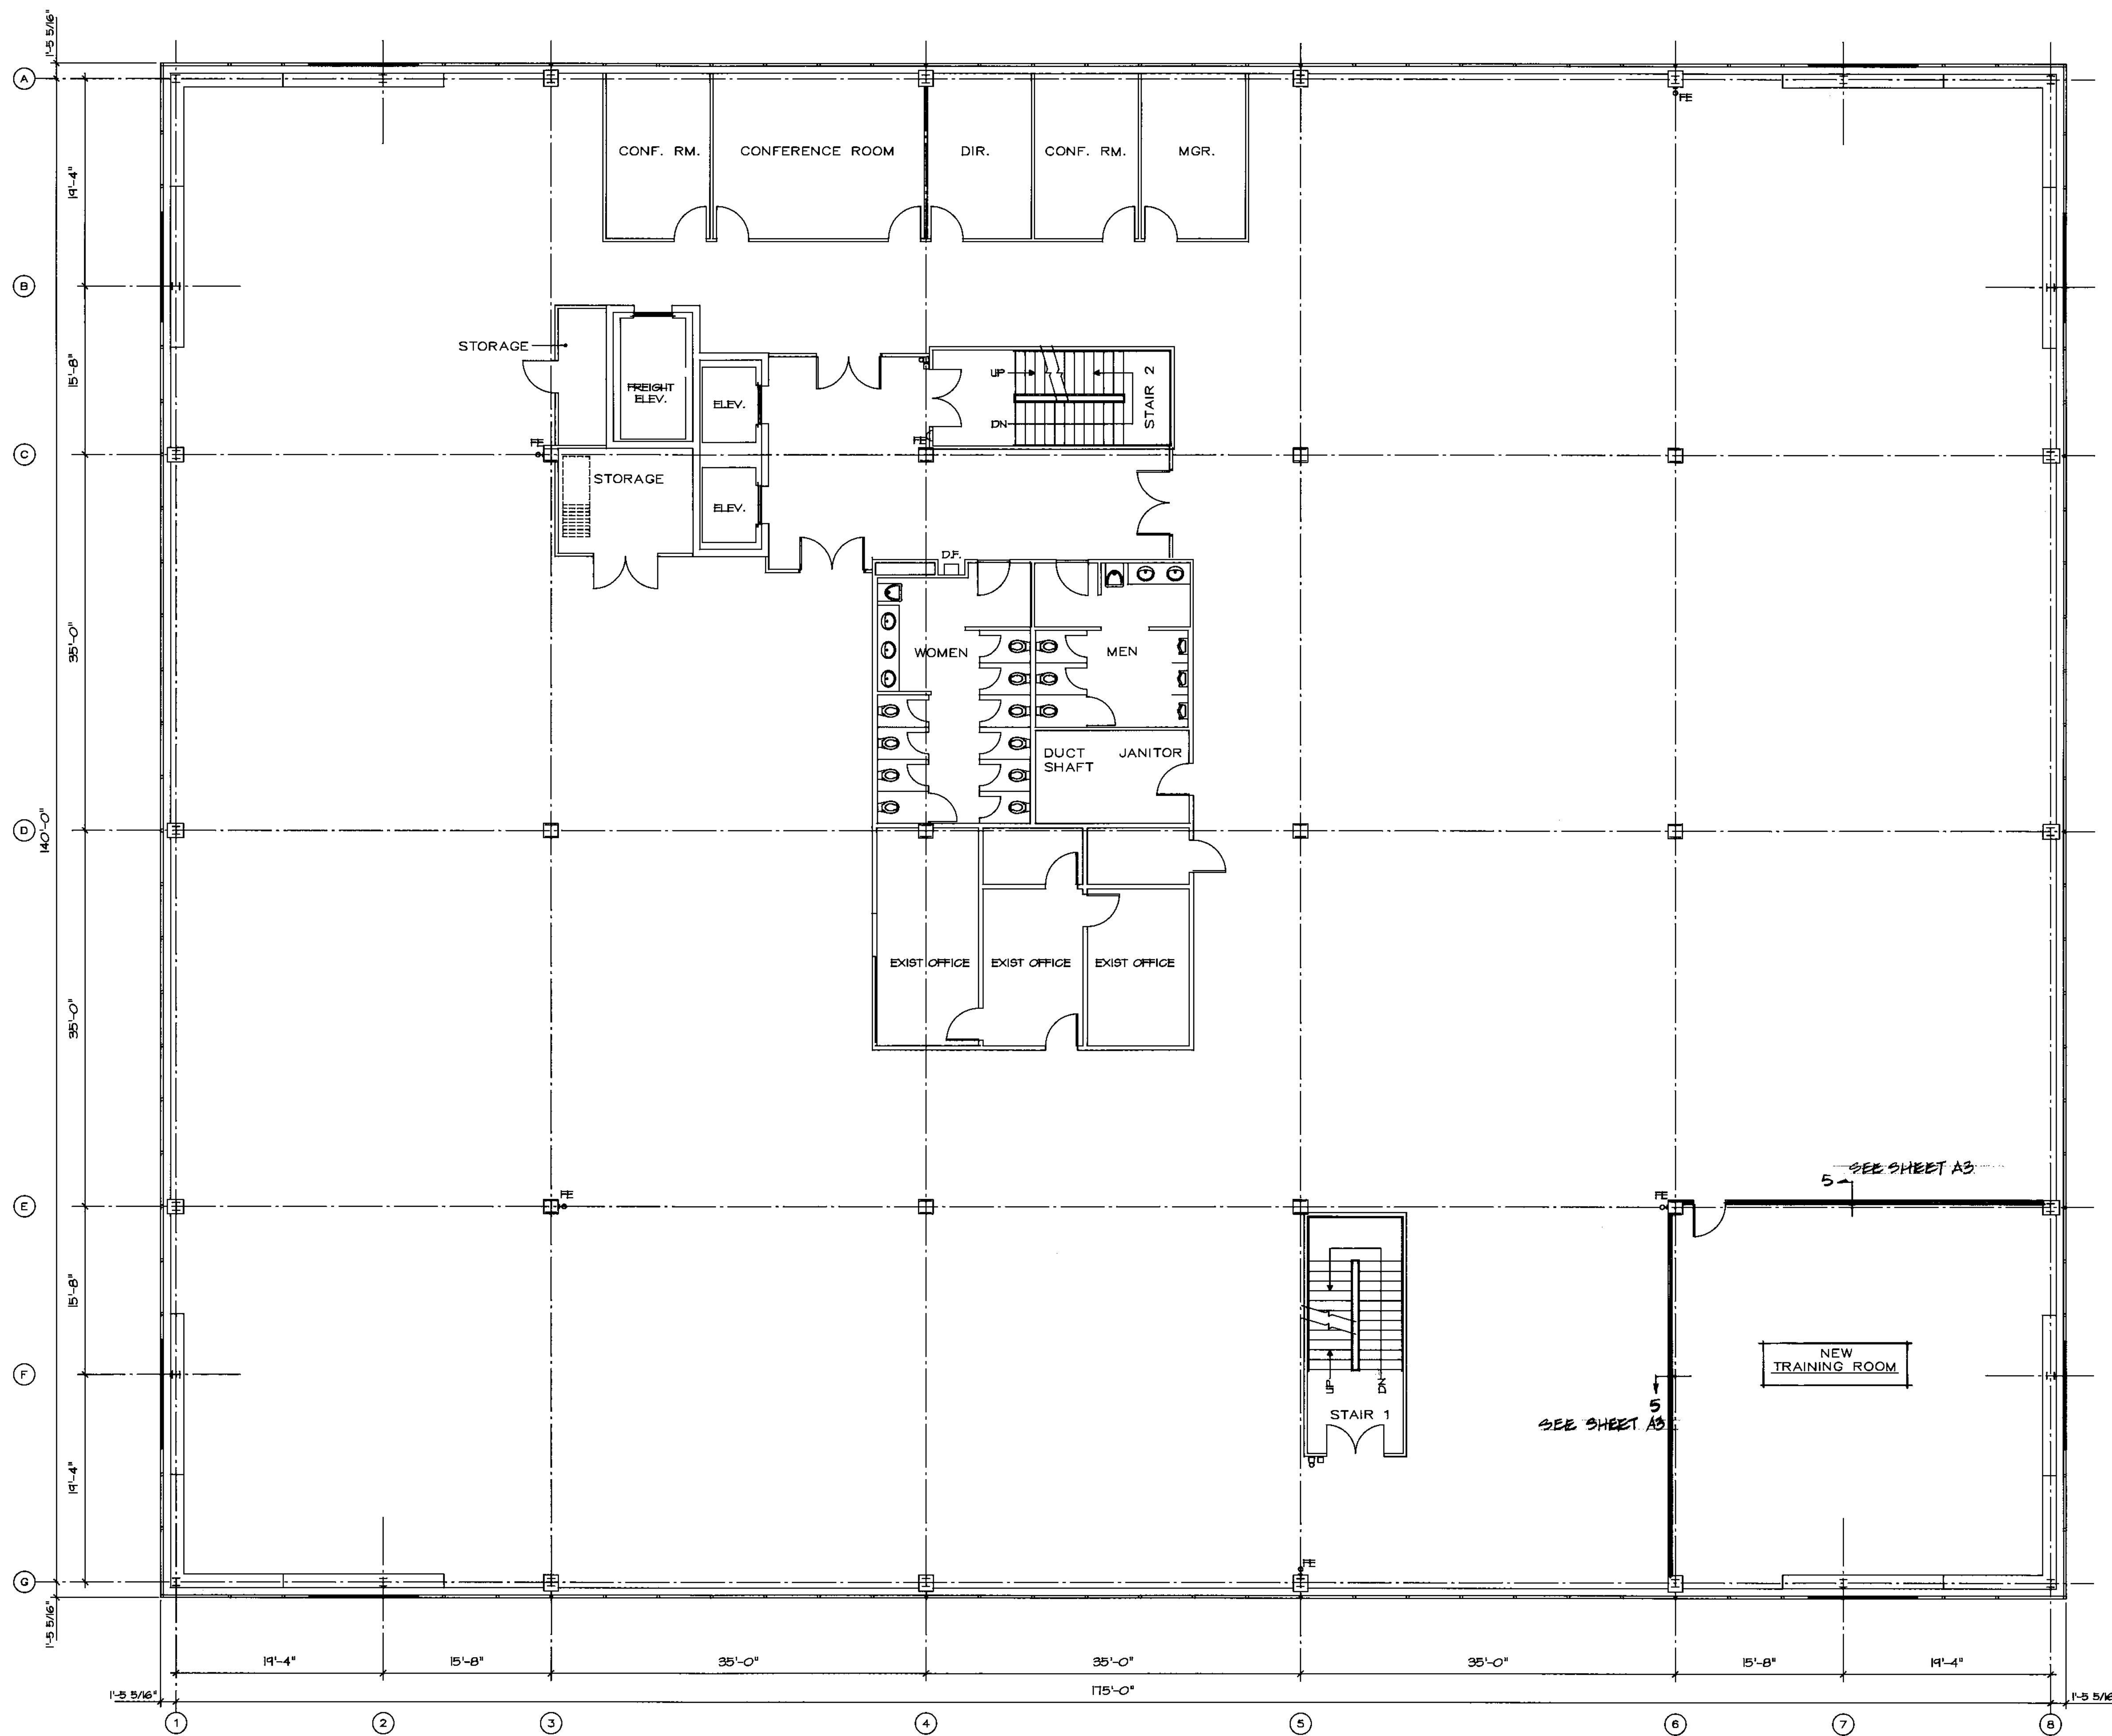 1'-5 5/16"
A
FE
CONF. RM.
CONFERENCE ROOM
DIR.
CONF. RM.
MGR.
19'-4"
B
STORAGE
15'-8"
UP
STAIR 2
FREIGHT
ELEV.
ELEV.
DN
FE
FE
C
STORAGE
ELEV.
D.F.
35'-0"
WOMEN
MEN
DUCT
SHAFT
JANITOR
D
140'-0"
EXIST OFFICE
EXIST OFFICE
EXIST OFFICE
35'-0"
SEE SHEET A3
5
FE
FE
E
15'-8"
NEW
TRAINING ROOM
F
UP
DN
5
STAIR 1
SEE SHEET A3
19'-4"
FE
G
1'-5 5/16"
19'-4"
15'-8"
35'-0"
35'-0"
35'-0"
15'-8"
19'-4"
1'-5 5/16"
175'-0"
1'-5 5/16
1
2
3
4
5
6
7
8